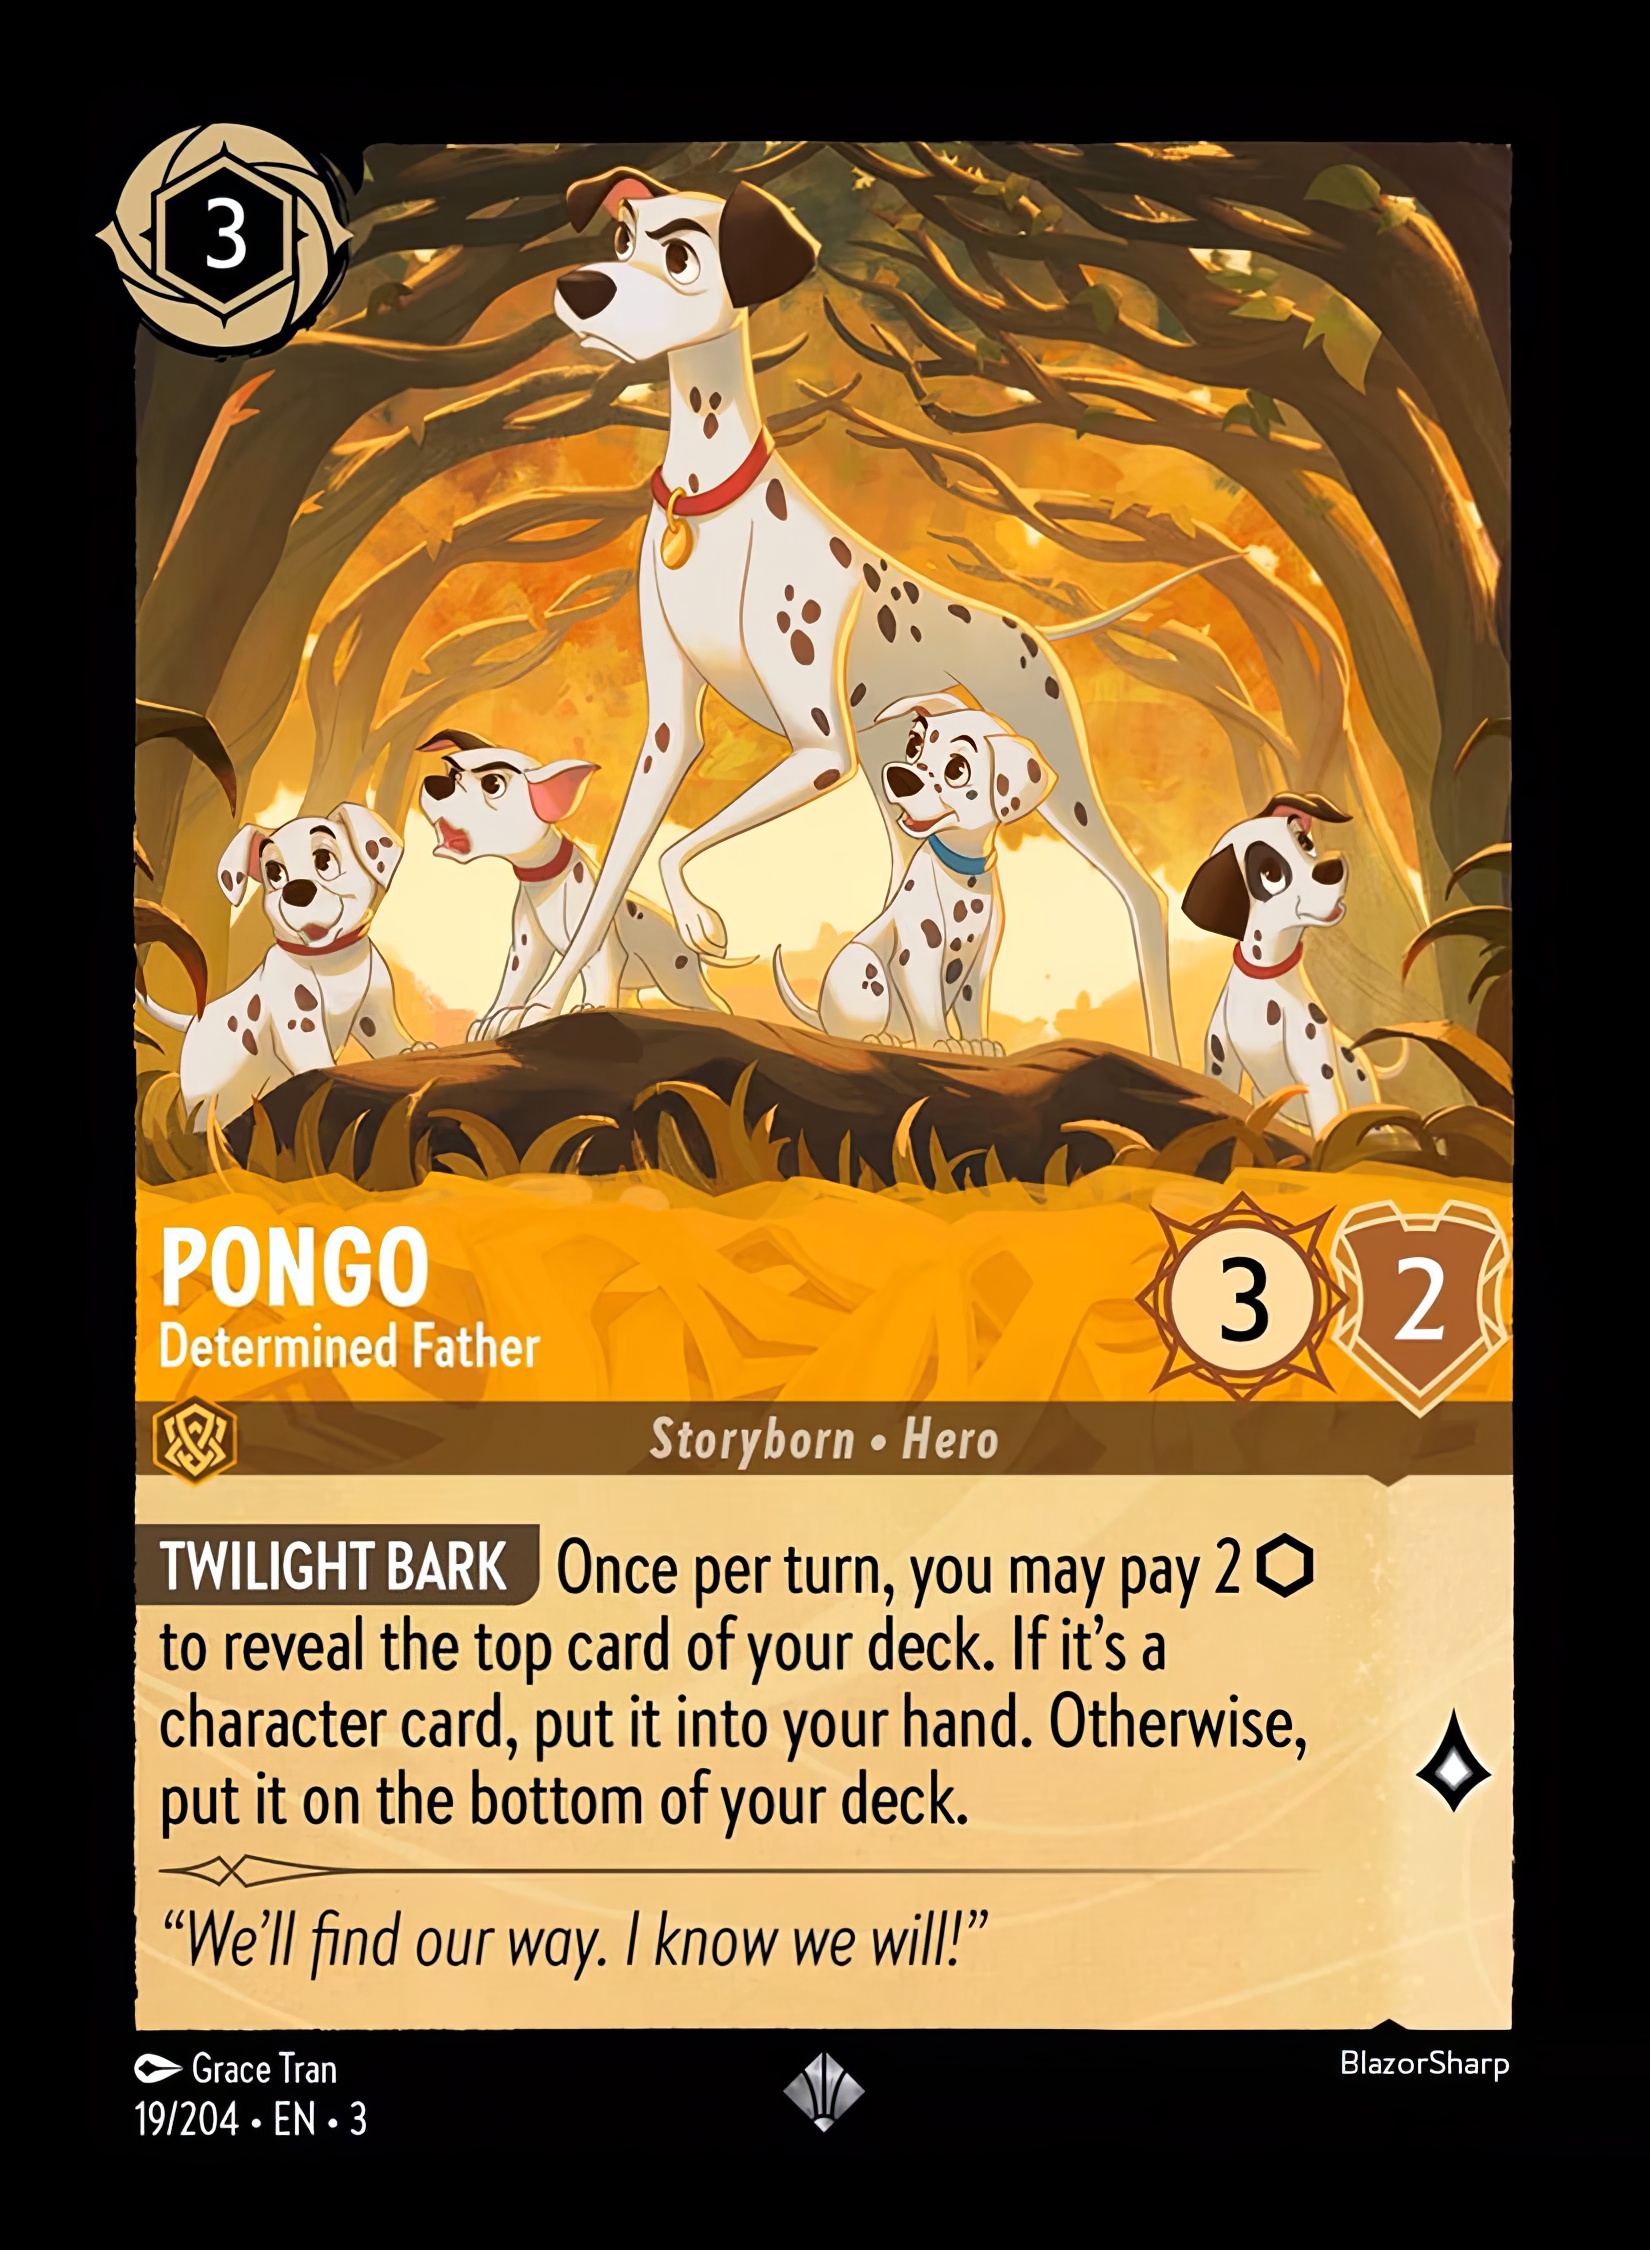 3
PONGO
Determined Father
3
2
Storyborn • Hero
TWILIGHT BARK Once per turn, you may pay 2 ⬡
to reveal the top card of your deck. If it’s a
character card, put it into your hand. Otherwise,
put it on the bottom of your deck.
“We’ll find our way. I know we will!”
Grace Tran
BlazorSharp
19/204 • EN • 3